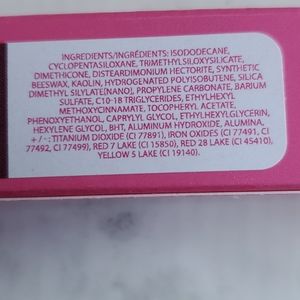 INGREDIENTS/INGRÉDIENTS: ISODODECANE,
CYCLOPENTASILOXANE, TRIMETHYLSILOXYSILICATE,
DIMETHICONE, DISTEARDIMONIUM HECTORITE, SYNTHETIC
BEESWAX, KAOLIN, HYDROGENATED POLYISOBUTENE, SILICA
DIMETHYL SILYLATE[NANO], PROPYLENE CARBONATE, BARIUM
SULFATE, C10-18 TRIGLYCERIDES, ETHYLHEXYL
METHOXYCINNAMATE, TOCOPHERYL ACETATE,
PHENOXYETHANOL, CAPRYLYL GLYCOL, ETHYLHEXYLGLYCERIN,
HEXYLENE GLYCOL, BHT, ALUMINUM HYDROXIDE, ALUMINA,
+/-: TITANIUM DIOXIDE (CI 77891), IRON OXIDES (CI 77491, CI
77492, CI 77499), RED 7 LAKE (CI 15850), RED 28 LAKE (CI 45410),
YELLOW 5 LAKE (CI 19140).